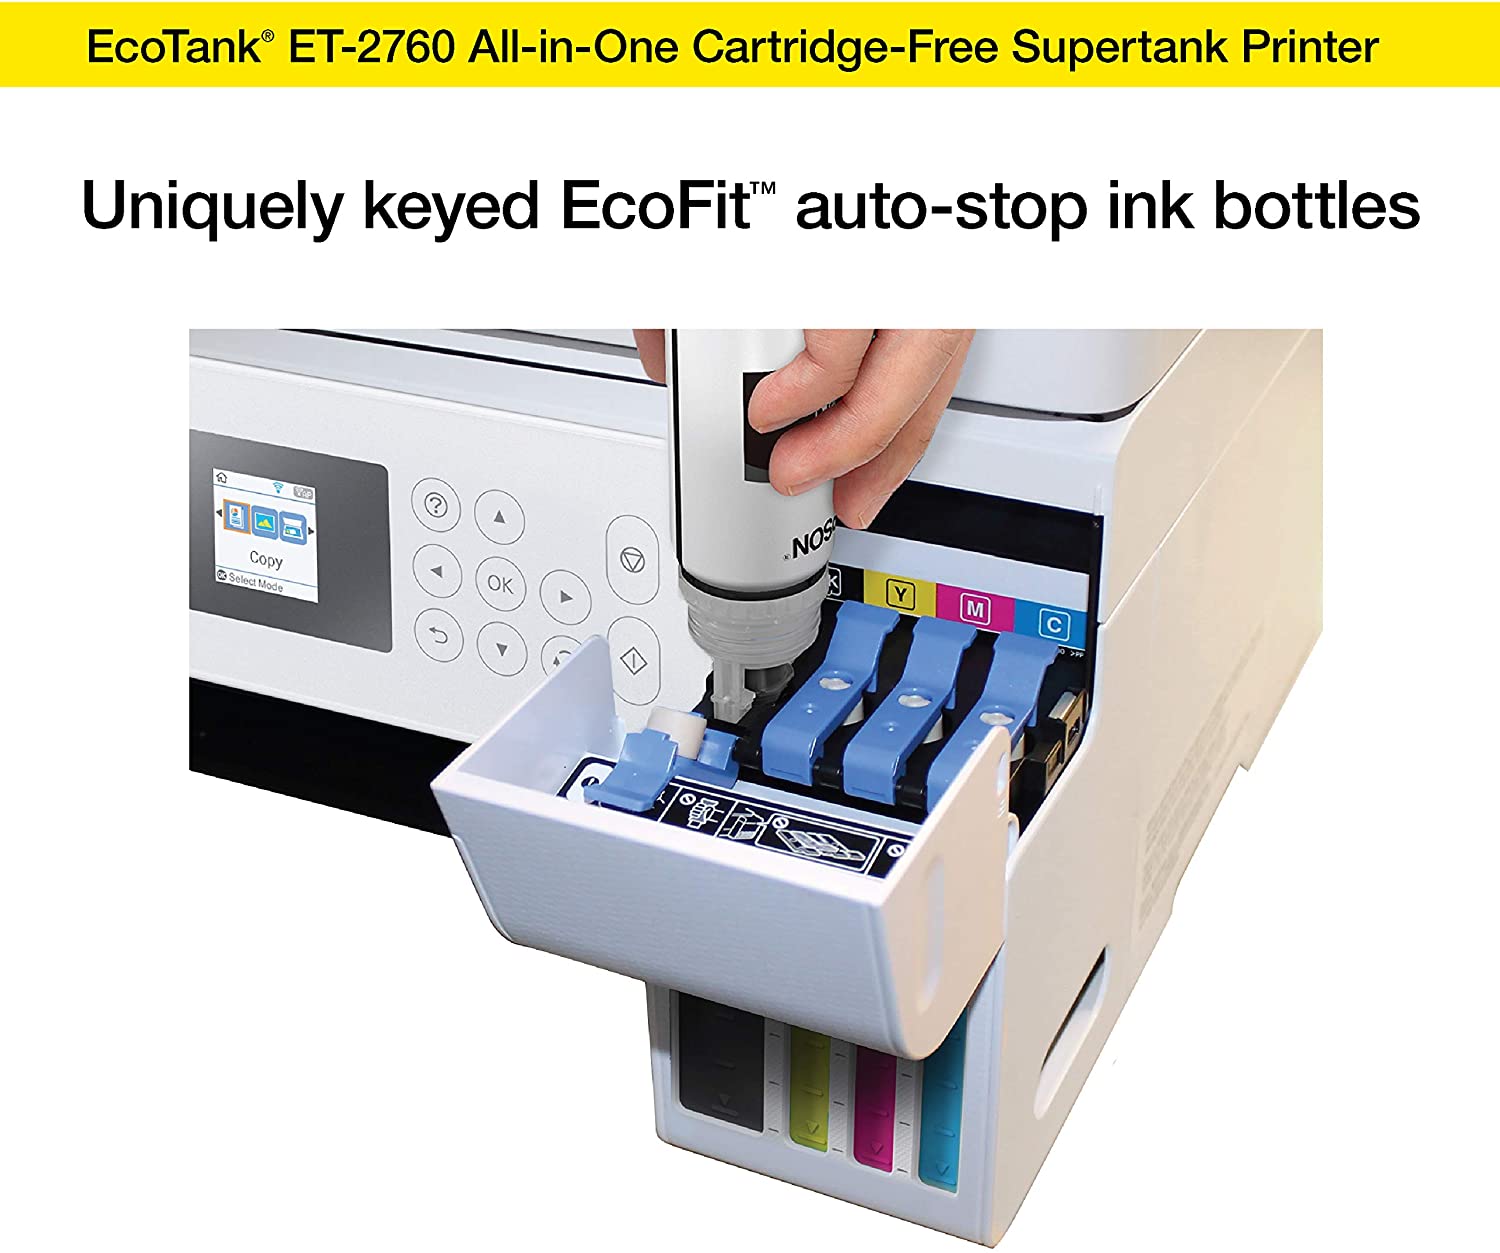 EcoTank® ET-2760 All-in-One Cartridge-Free Supertank Printer
Uniquely keyed EcoFit™ auto-stop ink bottles
Copy
OK Select Mode
?
OK
K
Y
M
C